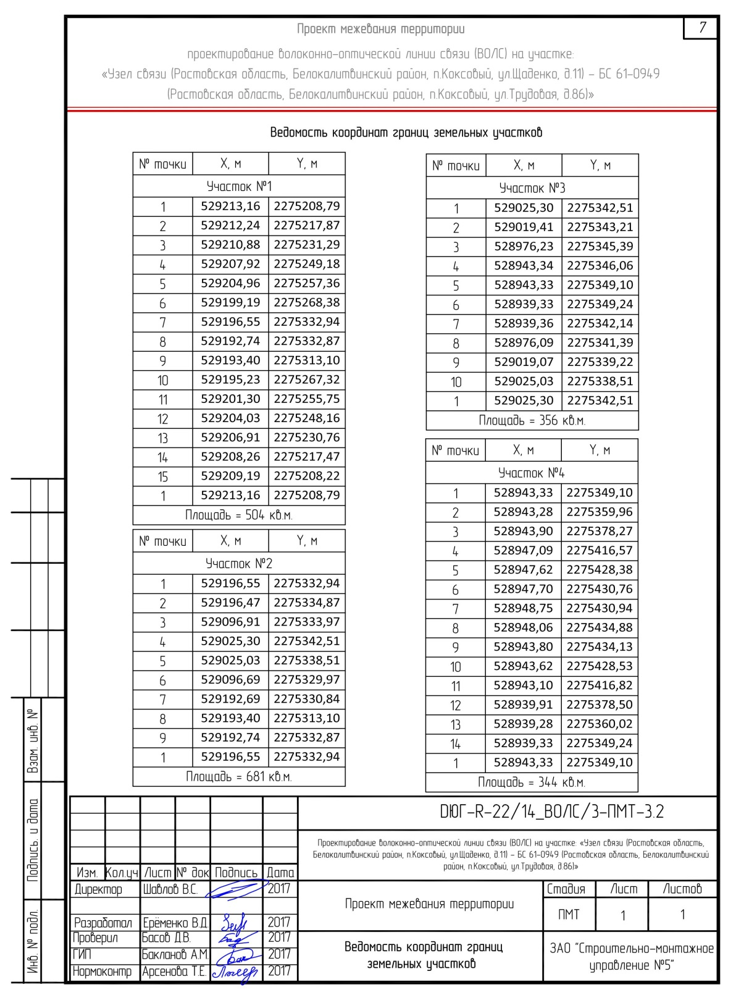 7
Проект межевания территории
проектирование волоконно-оптической линии связи (ВОЛС) на участке:
«Узел связи (Ростовская область, Белокалитвинский район, п.Коксовый, ул.Щаденко, д.11) – БС 61-0949
(Ростовская область, Белокалитвинский район, п.Коксовый, ул.Трудовая, д.86)»
Ведомость координат границ земельных участков
№ точки X, м Y, м
Участок №1
1 529213,16 2275208,79
2 529212,24 2275217,87
3 529210,88 2275231,29
4 529207,92 2275249,18
5 529204,96 2275257,36
6 529199,19 2275268,38
7 529196,55 2275332,94
8 529192,74 2275332,87
9 529193,40 2275313,10
10 529195,23 2275267,32
11 529201,30 2275255,75
12 529204,03 2275248,16
13 529206,91 2275230,76
14 529208,26 2275217,47
15 529209,19 2275208,22
1 529213,16 2275208,79
Площадь = 504 кв.м.
№ точки X, м Y, м
Участок №2
1 529196,55 2275332,94
2 529196,47 2275334,87
3 529096,91 2275333,97
4 529025,30 2275342,51
5 529025,03 2275338,51
6 529096,69 2275329,97
7 529192,69 2275330,84
8 529193,40 2275313,10
9 529192,74 2275332,87
1 529196,55 2275332,94
Площадь = 681 кв.м.
№ точки X, м Y, м
Участок №3
1 529025,30 2275342,51
2 529019,41 2275343,21
3 528976,23 2275345,39
4 528943,34 2275346,06
5 528943,33 2275349,10
6 528939,33 2275349,24
7 528939,36 2275342,14
8 528976,09 2275341,39
9 529019,07 2275339,22
10 529025,03 2275338,51
1 529025,30 2275342,51
Площадь = 356 кв.м.
№ точки X, м Y, м
Участок №4
1 528943,33 2275349,10
2 528943,28 2275359,96
3 528943,90 2275378,27
4 528947,09 2275416,57
5 528947,62 2275428,38
6 528947,70 2275430,76
7 528948,75 2275430,94
8 528948,06 2275434,88
9 528943,80 2275434,13
10 528943,62 2275428,53
11 528943,10 2275416,82
12 528939,91 2275378,50
13 528939,28 2275360,02
14 528939,33 2275349,24
1 528943,33 2275349,10
Площадь = 344 кв.м.
Взам. инв. №
Подпись. и дата
Инв. № подл.
ДЮГ-R-22/14_ВОЛС/3-ПМТ-3.2
Проектирование волоконно-оптической линии связи (ВОЛС) на участке: «Узел связи (Ростовская область,
Белокалитвинский район, п.Коксовый, ул.Щаденко, д.11) – БС 61-0949 (Ростовская область, Белокалитвинский
район, п.Коксовый, ул.Трудовая, д.86)»
Изм. Кол.уч Лист № док Подпись Дата
Директор Шавлов В.С. 2017
Разработал Ерёменко В.Д. 2017
Проверил Басов Д.В. 2017
ГИП Бакланов А.М. 2017
Нормоконтр Арсенова Т.Е. 2017
Проект межевания территории
Стадия Лист Листов
ПМТ 1 1
Ведомость координат границ
земельных участков
ЗАО "Строительно-монтажное
управление №5"